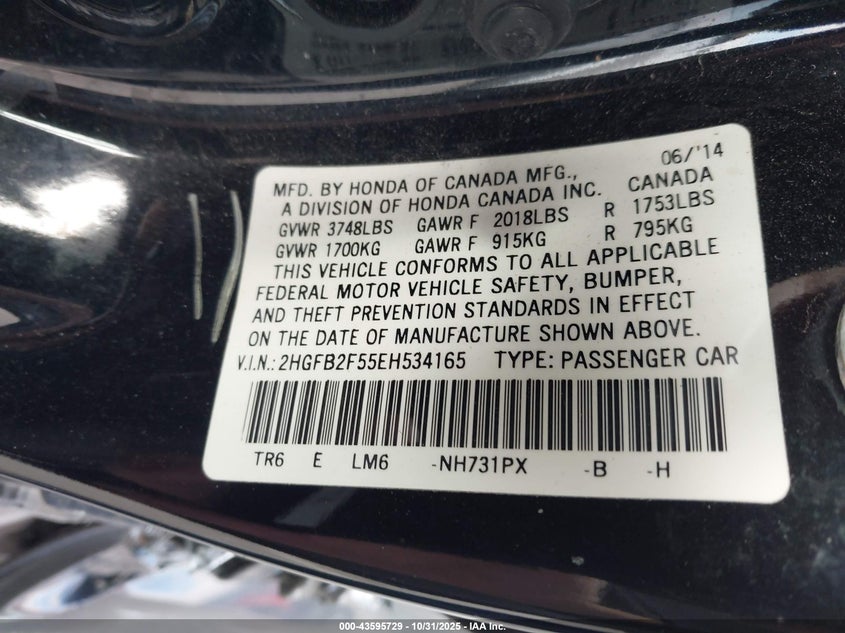 06/'14
MFD. BY HONDA OF CANADA MFG., CANADA
A DIVISION OF HONDA CANADA INC.
GVWR 3748LBS GAWR F 2018LBS R 1753LBS
GVWR 1700KG GAWR F 915KG R 795KG
THIS VEHICLE CONFORMS TO ALL APPLICABLE
FEDERAL MOTOR VEHICLE SAFETY, BUMPER,
AND THEFT PREVENTION STANDARDS IN EFFECT
ON THE DATE OF MANUFACTURE SHOWN ABOVE.
V.I.N.: 2HGFB2F55EH534165 TYPE: PASSENGER CAR
TR6 E LM6 -NH731PX -B -H
000-43595729 - 10/31/2025 - IAA Inc.